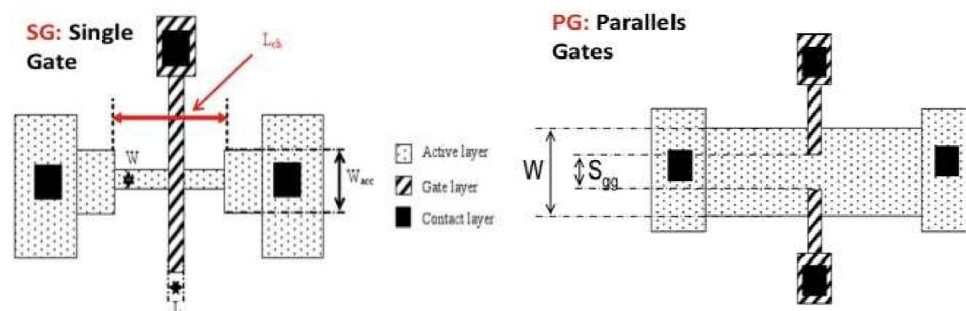 SG: Single
Gate
L_ch
W
W_acc
L
Active layer
Gate layer
Contact layer
PG: Parallels
Gates
W
S_gg